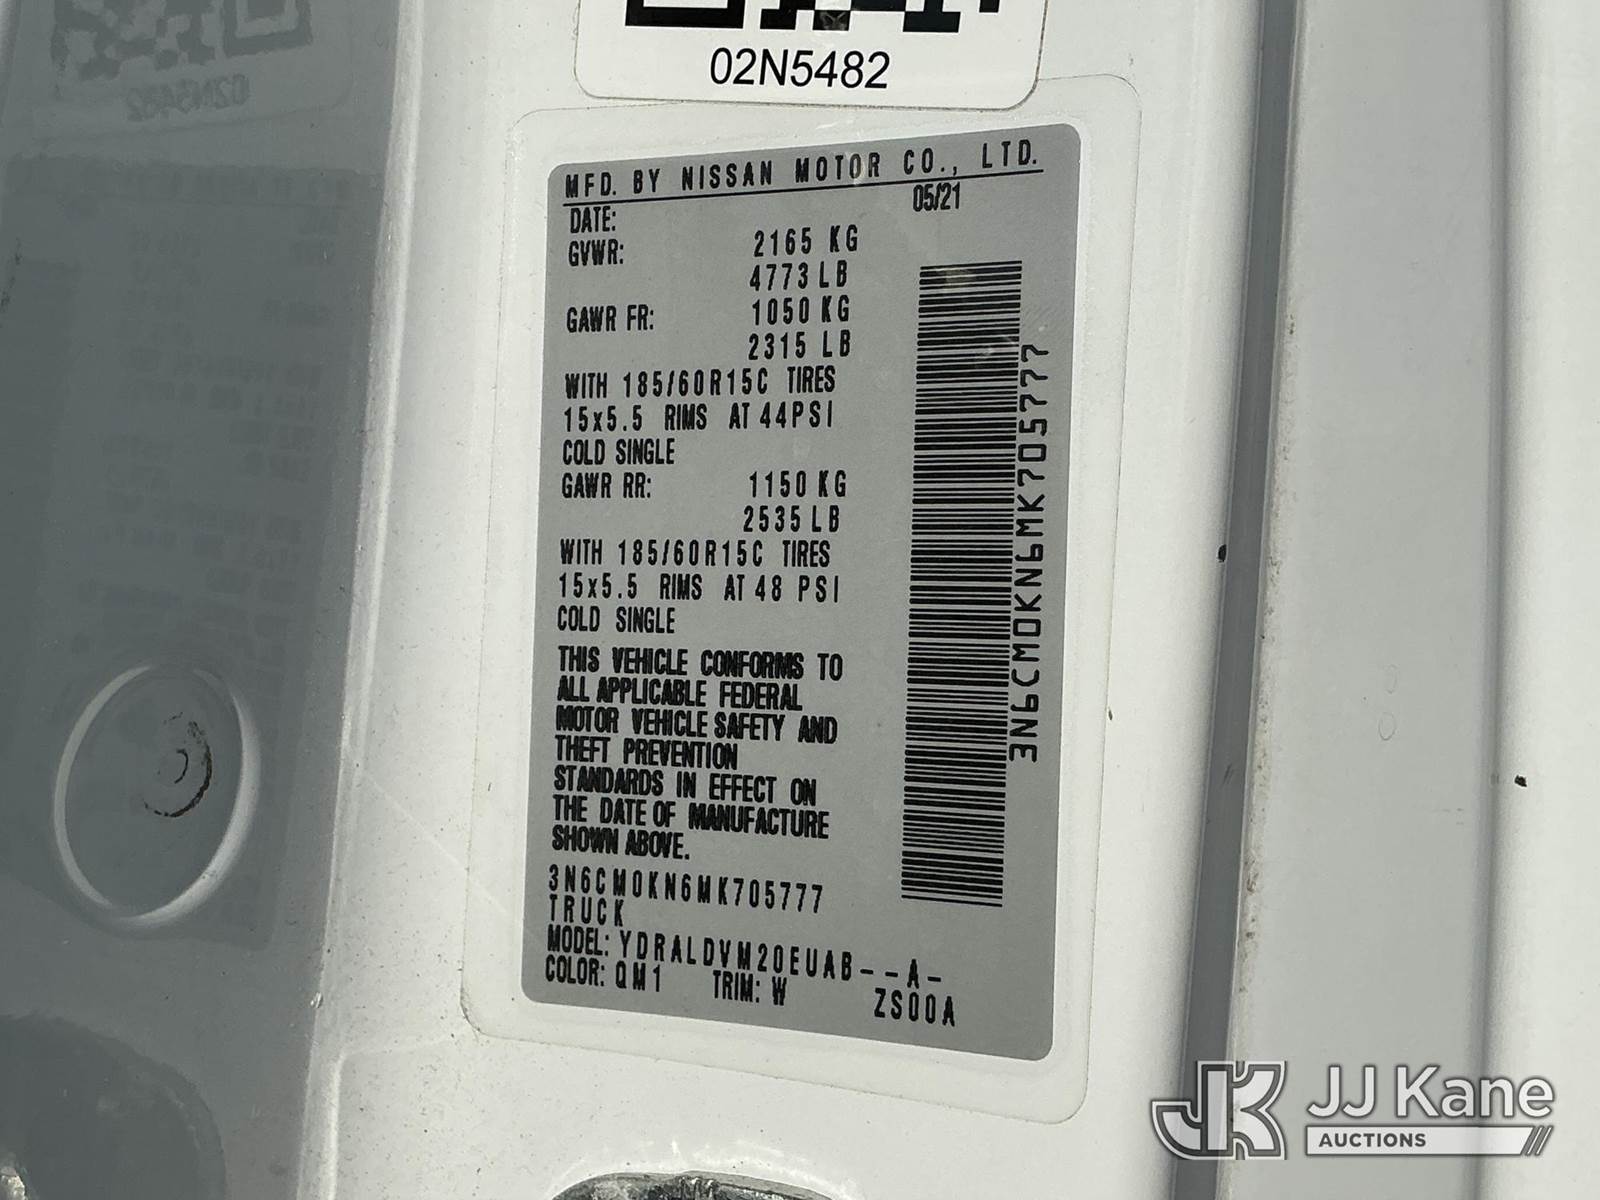 02N5482
MFD. BY NISSAN MOTOR CO., LTD.
DATE: 05/21
GVWR: 2165 KG
4773 LB
GAWR FR: 1050 KG
2315 LB
WITH 185/60R15C TIRES
15x5.5 RIMS AT 44PSI
COLD SINGLE
GAWR RR: 1150 KG
2535 LB
WITH 185/60R15C TIRES
15x5.5 RIMS AT 48 PSI
COLD SINGLE
THIS VEHICLE CONFORMS TO
ALL APPLICABLE FEDERAL
MOTOR VEHICLE SAFETY AND
THEFT PREVENTION
STANDARDS IN EFFECT ON
THE DATE OF MANUFACTURE
SHOWN ABOVE.
3N6CM0KN6MK705777
TRUCK
MODEL: YDRALDVM20EUAB--A-
COLOR: QM1 TRIM: W ZS00A
3N6CM0KN6MK705777
JK JJ Kane
AUCTIONS